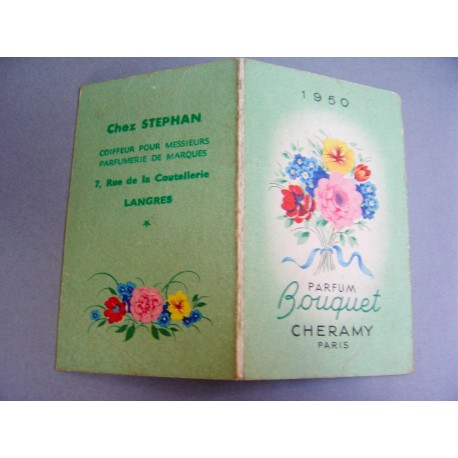 Chez STEPHAN
COIFFEUR POUR MESSIEURS
PARFUMERIE DE MARQUES
7, Rue de la Coutellerie
LANGRES
1950
PARFUM
Bouquet
CHERAMY
PARIS